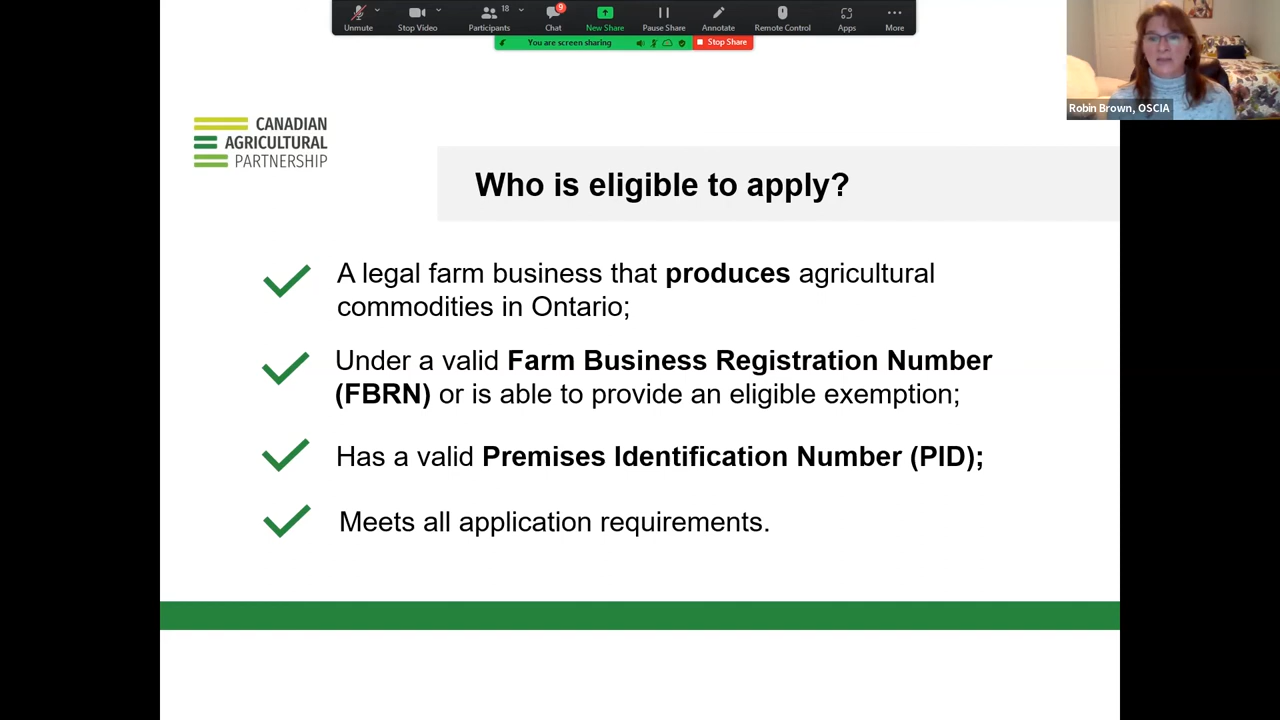 Unmute
Stop Video
Participants
18
Chat
9
New Share
Pause Share
Annotate
Remote Control
Apps
More
You are screen sharing
Stop Share
Robin Brown, OSCIA
CANADIAN
AGRICULTURAL
PARTNERSHIP
Who is eligible to apply?
A legal farm business that produces agricultural
commodities in Ontario;
Under a valid Farm Business Registration Number
(FBRN) or is able to provide an eligible exemption;
Has a valid Premises Identification Number (PID);
Meets all application requirements.